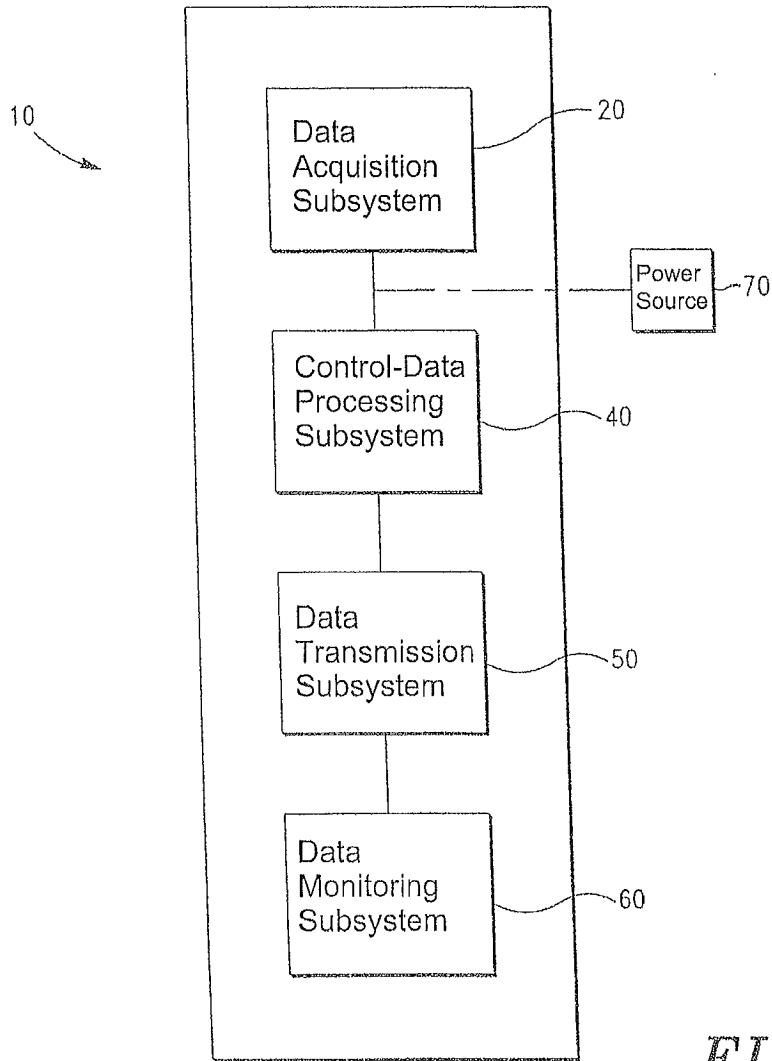 10
Data
Acquisition
Subsystem
20
Power
Source
70
Control-Data
Processing
Subsystem
40
Data
Transmission
Subsystem
50
Data
Monitoring
Subsystem
60